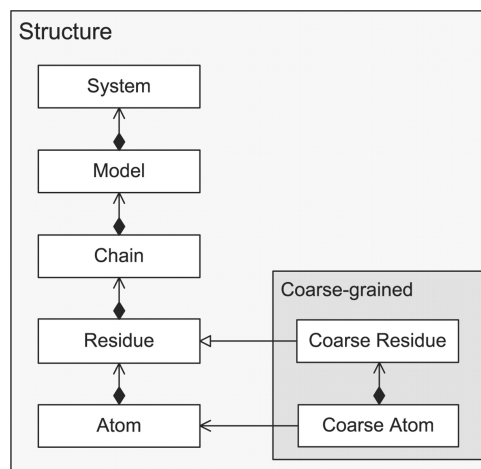 Structure
System
Model
Chain
Coarse-grained
Residue
Coarse Residue
Atom
Coarse Atom